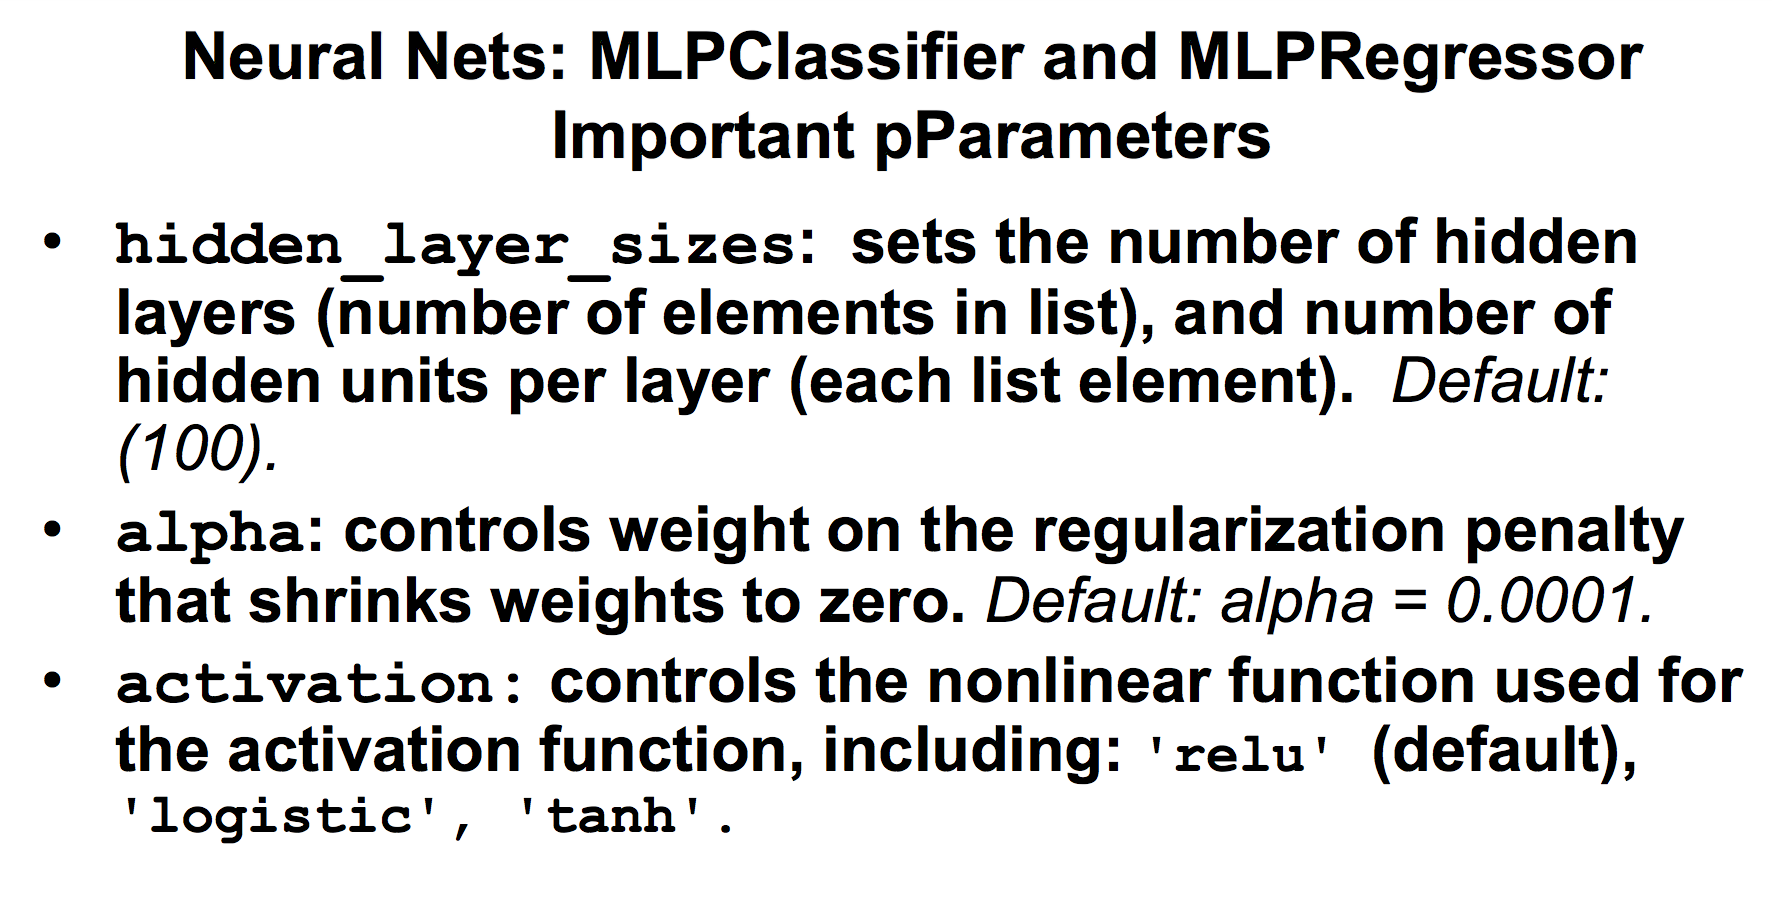 Neural Nets: MLPClassifier and MLPRegressor
Important pParameters
• hidden_layer_sizes: sets the number of hidden
layers (number of elements in list), and number of
hidden units per layer (each list element). Default:
(100).
• alpha: controls weight on the regularization penalty
that shrinks weights to zero. Default: alpha = 0.0001.
• activation: controls the nonlinear function used for
the activation function, including: 'relu' (default),
'logistic', 'tanh'.